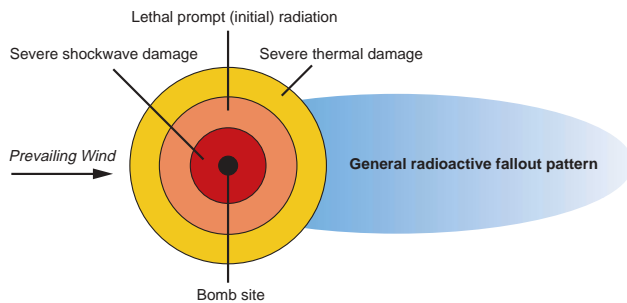 Lethal prompt (initial) radiation
Severe shockwave damage
Severe thermal damage
Prevailing Wind
General radioactive fallout pattern
Bomb site